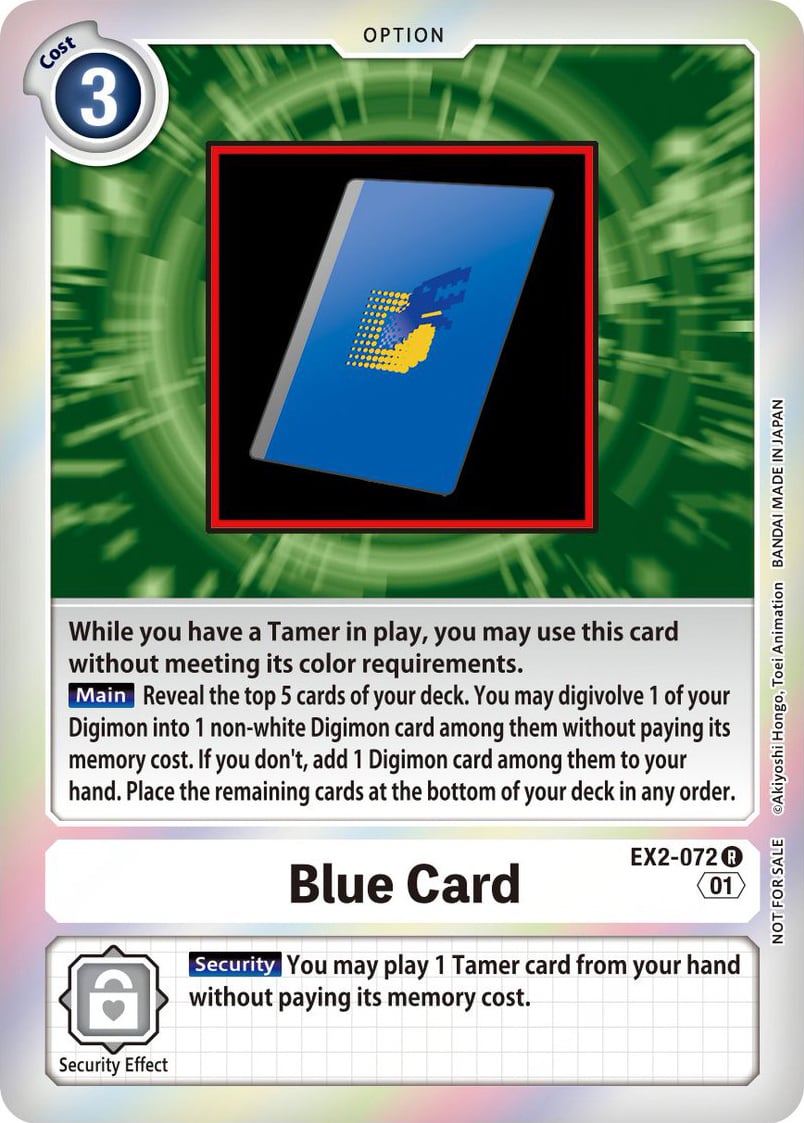 OPTION
Cost
3
While you have a Tamer in play, you may use this card
without meeting its color requirements.
Main Reveal the top 5 cards of your deck. You may digivolve 1 of your
Digimon into 1 non-white Digimon card among them without paying its
memory cost. If you don't, add 1 Digimon card among them to your
hand. Place the remaining cards at the bottom of your deck in any order.
©Akiyoshi Hongo, Toei Animation BANDAI MADE IN JAPAN
NOT FOR SALE
EX2-072 R
01
Blue Card
Security You may play 1 Tamer card from your hand
without paying its memory cost.
Security Effect